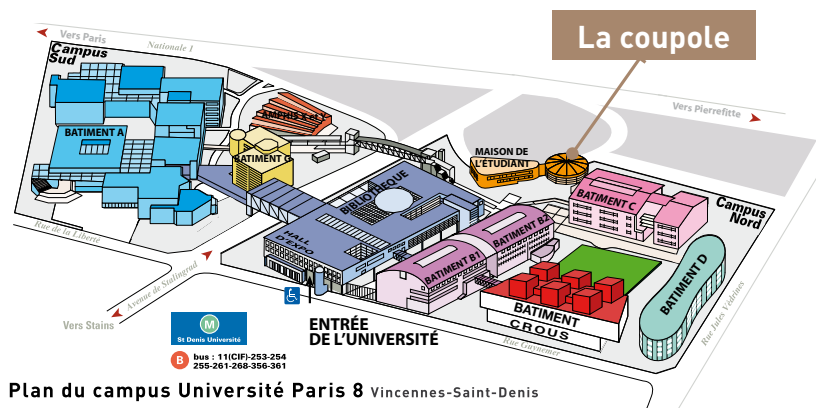 La coupole
Vers Paris
Nationale I
Campus
Sud
Vers Pierrefitte
AMPHIS X et Y
BATIMENT A
BATIMENT G
MAISON DE
L'ÉTUDIANT
BIBLIOTHEQUE
BATIMENT C
Campus
Nord
Rue de la Liberté
HALL
D'EXPO
BATIMENT B2
BATIMENT B1
BATIMENT D
Avenue de Stalingrad
BATIMENT
CROUS
Rue Jules Védrines
Vers Stains
ENTRÉE
DE L'UNIVERSITÉ
Rue Guynemer
M
St Denis Université
B
bus : 11(CIF)-253-254
255-261-268-356-361
Plan du campus Université Paris 8 Vincennes-Saint-Denis